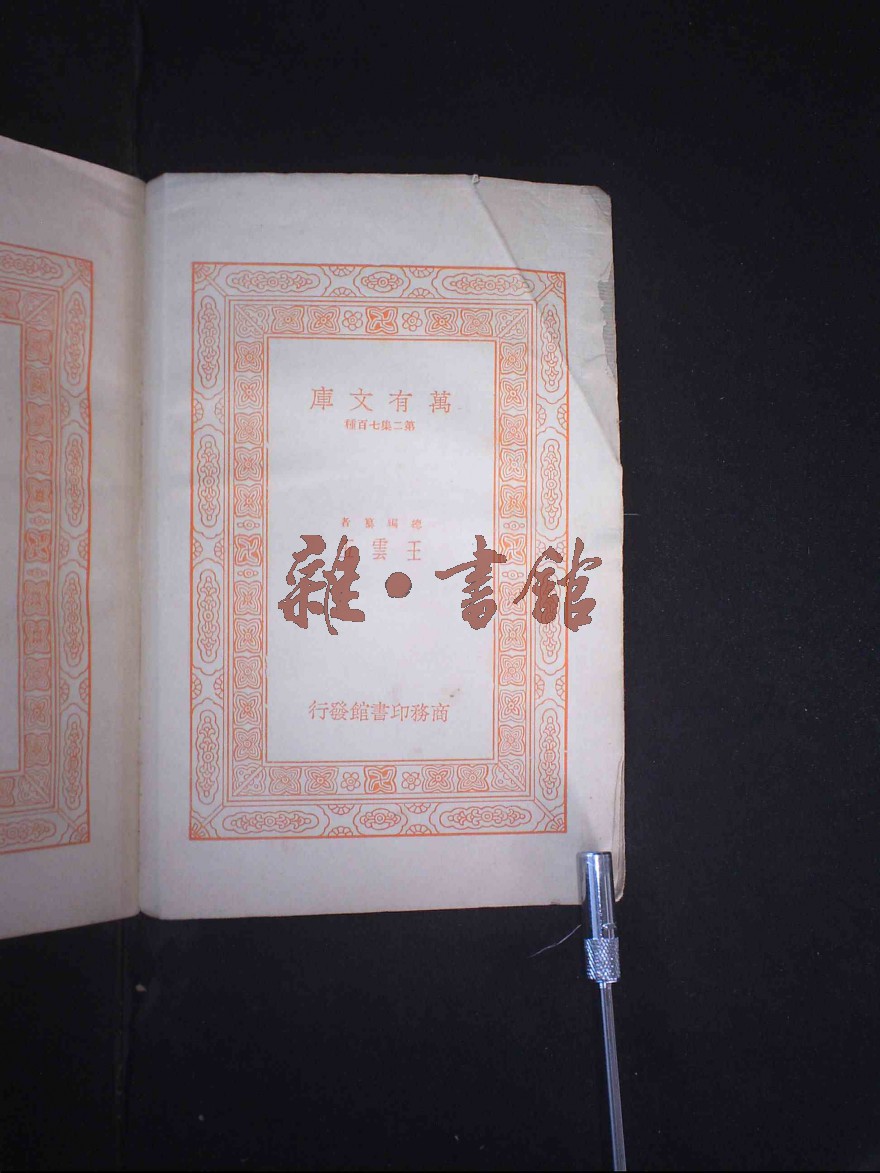 萬有文庫
第二集七百種
總編纂者
王雲
雜·書館
商務印書館發行